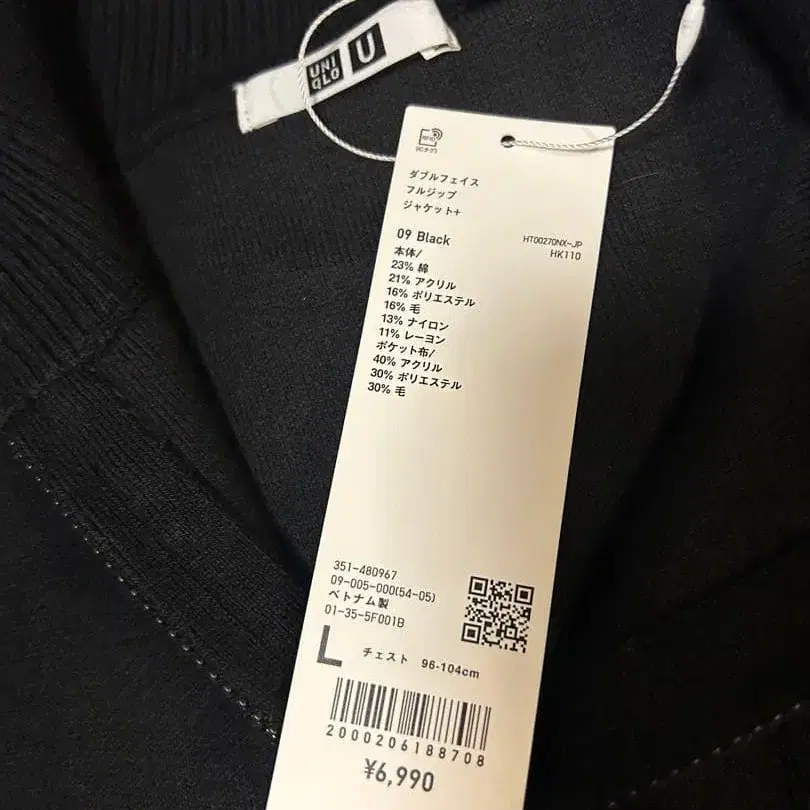 UNI
QLO
U
RFID
ICタグ
ダブルフェイス
フルジップ
ジャケット+
09 Black
HT00270NX-JP
HK110
本体/
23% 綿
21% アクリル
16% ポリエステル
16% 毛
13% ナイロン
11% レーヨン
ポケット布/
40% アクリル
30% ポリエステル
30% 毛
351-480967
09-005-000(54-05)
ベトナム製
01-35-5F001B
L チェスト 96-104cm
2000206188708
¥6,990